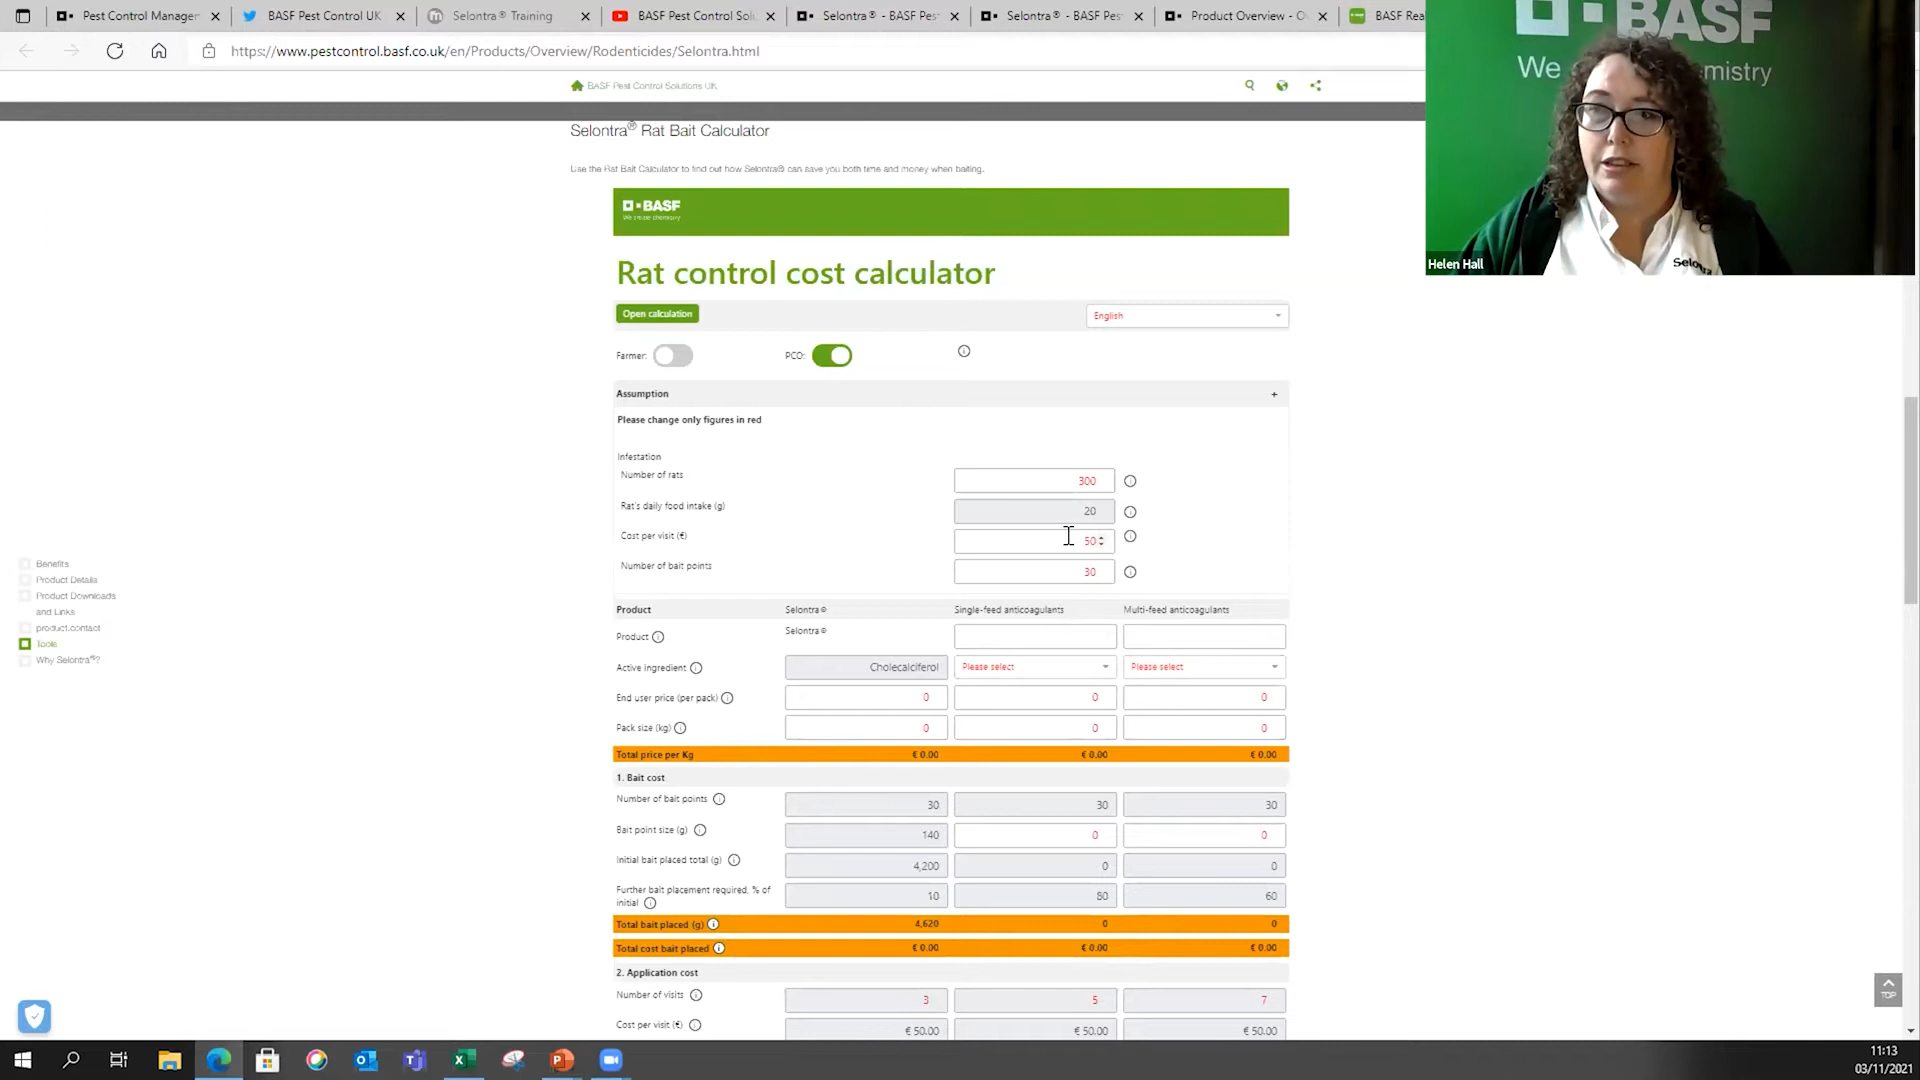 Pest Control Manager
BASF Pest Control UK
Selontra® Training
BASF Pest Control Solu
Selontra® - BASF Pest
Selontra® - BASF Pest
Product Overview - O
BASF Rea
https://www.pestcontrol.basf.co.uk/en/Products/Overview/Rodenticides/Selontra.html
BASF Pest Control Solutions UK
BASF
We
mistry
Helen Hall
Selontra® Rat Bait Calculator
Use the Rat Bait Calculator to find out how Selontra® can save you both time and money when baiting.
BASF
We create chemistry
Rat control cost calculator
Open calculation
English
Farmer:
PCO:
Assumption
+
Please change only figures in red
Infestation
Number of rats 300
Rat's daily food intake (g) 20
Cost per visit (€) 50
Number of bait points 30
Product Selontra® Single-feed anticoagulants Multi-feed anticoagulants
Product Selontra®
Active ingredient Cholecalciferol Please select Please select
End user price (per pack) 0 0 0
Pack size (kg) 0 0 0
Total price per Kg € 0.00 € 0.00 € 0.00
1. Bait cost
Number of bait points 30 30 30
Bait point size (g) 140 0 0
Initial bait placed total (g) 4,200 0 0
Further bait placement required, % of
initial 10 80 60
Total bait placed (g) 4,620 0 0
Total cost bait placed € 0.00 € 0.00 € 0.00
2. Application cost
Number of visits 3 5 7
Cost per visit (€) € 50.00 € 50.00 € 50.00
Benefits
Product Details
Product Downloads
and Links
product.contact
Tools
Why Selontra®?
TOP
11:13
03/11/2021